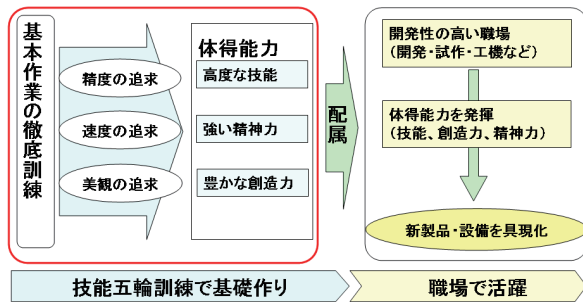 基本作業の徹底訓練
精度の追求
速度の追求
美観の追求
体得能力
高度な技能
強い精神力
豊かな創造力
配属
開発性の高い職場
(開発・試作・工機など)
体得能力を発揮
(技能、創造力、精神力)
新製品・設備を具現化
技能五輪訓練で基礎作り
職場で活躍